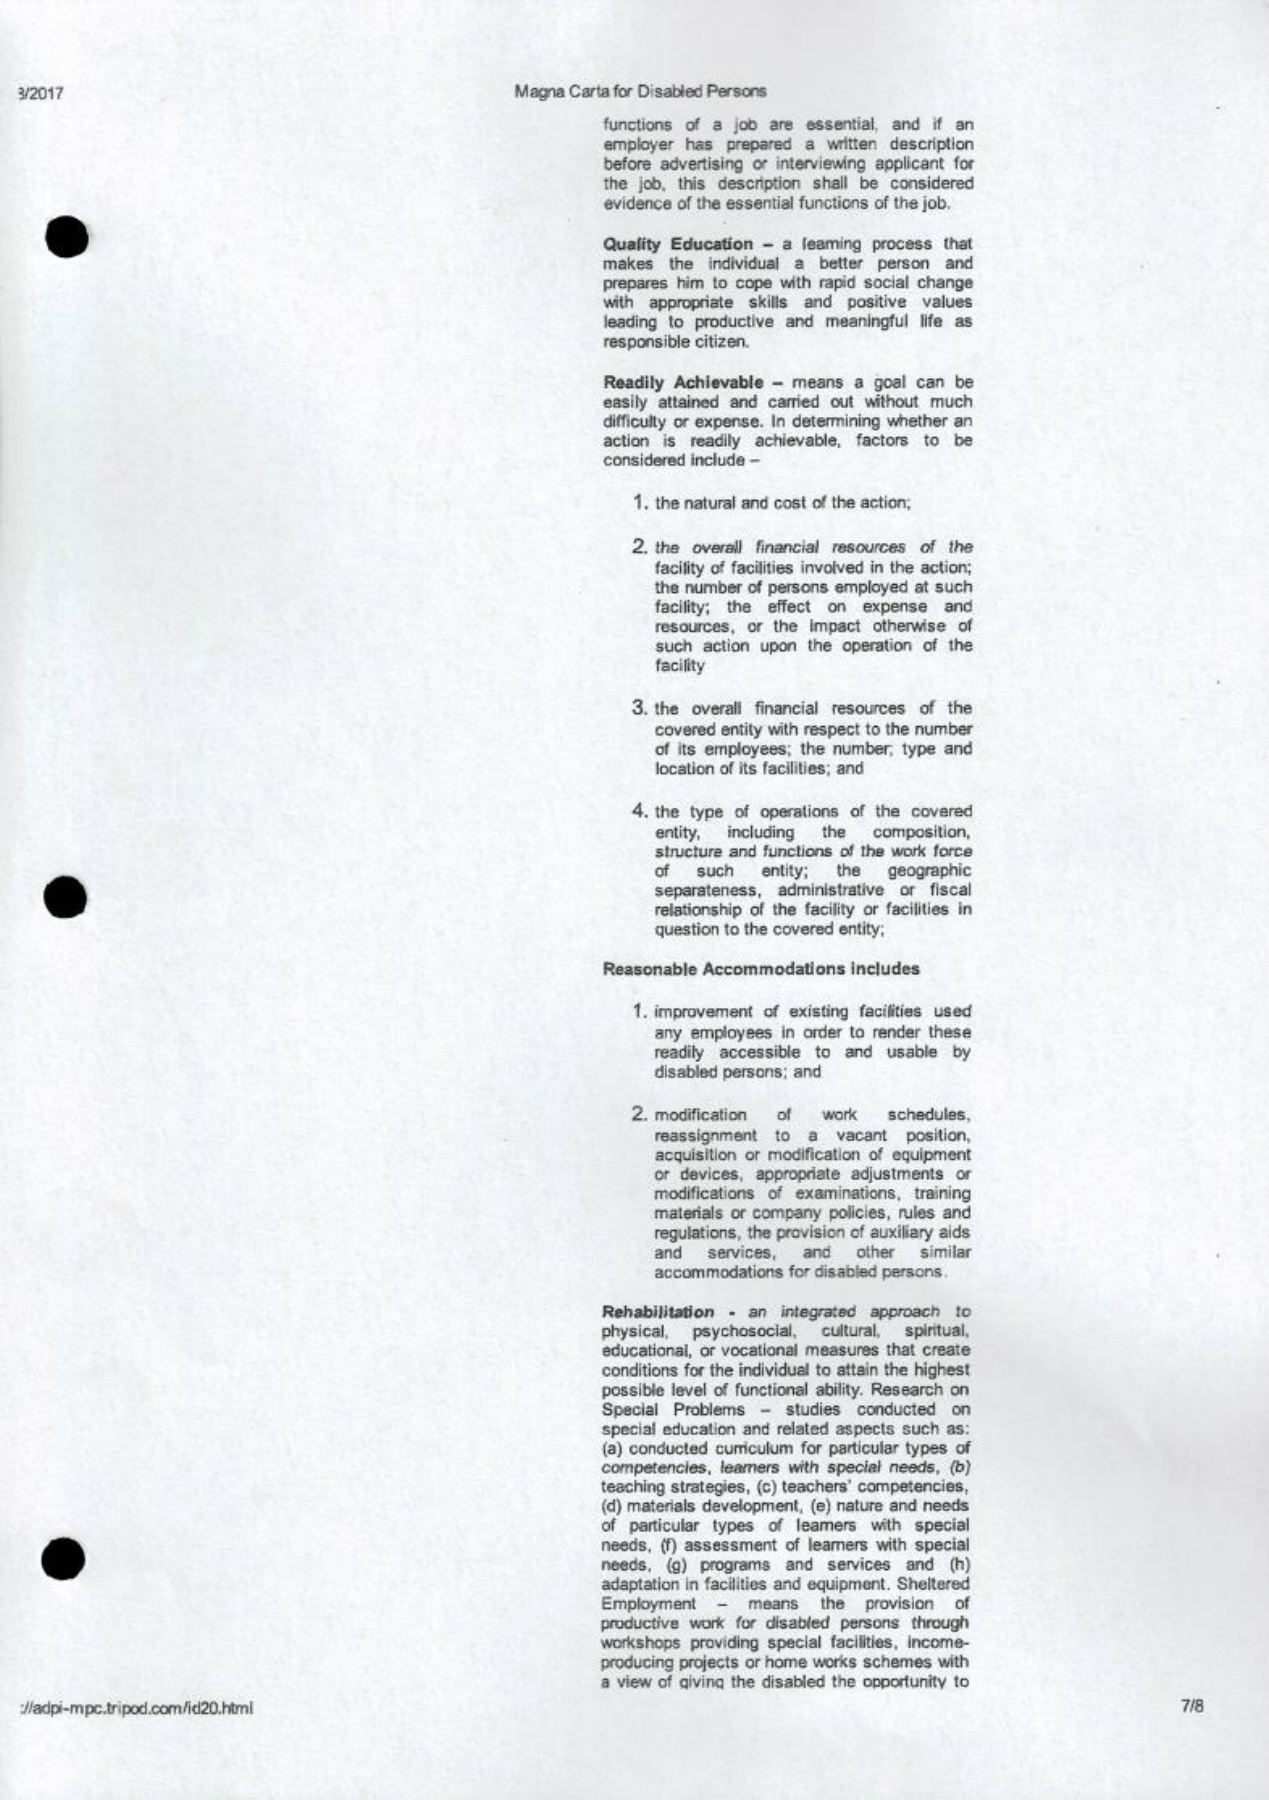 3/2017
Magna Carta for Disabled Persons
functions of a job are essential, and if an
employer has prepared a written description
before advertising or interviewing applicant for
the job, this description shall be considered
evidence of the essential functions of the job.
Quality Education – a learning process that
makes the individual a better person and
prepares him to cope with rapid social change
with appropriate skills and positive values
leading to productive and meaningful life as
responsible citizen.
Readily Achievable – means a goal can be
easily attained and carried out without much
difficulty or expense. In determining whether an
action is readily achievable, factors to be
considered include –
1. the natural and cost of the action;
2. the overall financial resources of the
facility of facilities involved in the action;
the number of persons employed at such
facility; the effect on expense and
resources, or the impact otherwise of
such action upon the operation of the
facility
3. the overall financial resources of the
covered entity with respect to the number
of its employees; the number, type and
location of its facilities; and
4. the type of operations of the covered
entity, including the composition,
structure and functions of the work force
of such entity; the geographic
separateness, administrative or fiscal
relationship of the facility or facilities in
question to the covered entity;
Reasonable Accommodations includes
1. improvement of existing facilities used
any employees in order to render these
readily accessible to and usable by
disabled persons; and
2. modification of work schedules,
reassignment to a vacant position,
acquisition or modification of equipment
or devices, appropriate adjustments or
modifications of examinations, training
materials or company policies, rules and
regulations, the provision of auxiliary aids
and services, and other similar
accommodations for disabled persons.
Rehabilitation - an integrated approach to
physical, psychosocial, cultural, spiritual,
educational, or vocational measures that create
conditions for the individual to attain the highest
possible level of functional ability. Research on
Special Problems – studies conducted on
special education and related aspects such as:
(a) conducted curriculum for particular types of
competencies, learners with special needs, (b)
teaching strategies, (c) teachers' competencies,
(d) materials development, (e) nature and needs
of particular types of learners with special
needs, (f) assessment of learners with special
needs, (g) programs and services and (h)
adaptation in facilities and equipment. Sheltered
Employment – means the provision of
productive work for disabled persons through
workshops providing special facilities, income-
producing projects or home works schemes with
a view of giving the disabled the opportunity to
://adpi-mpc.tripod.com/id20.html
7/8